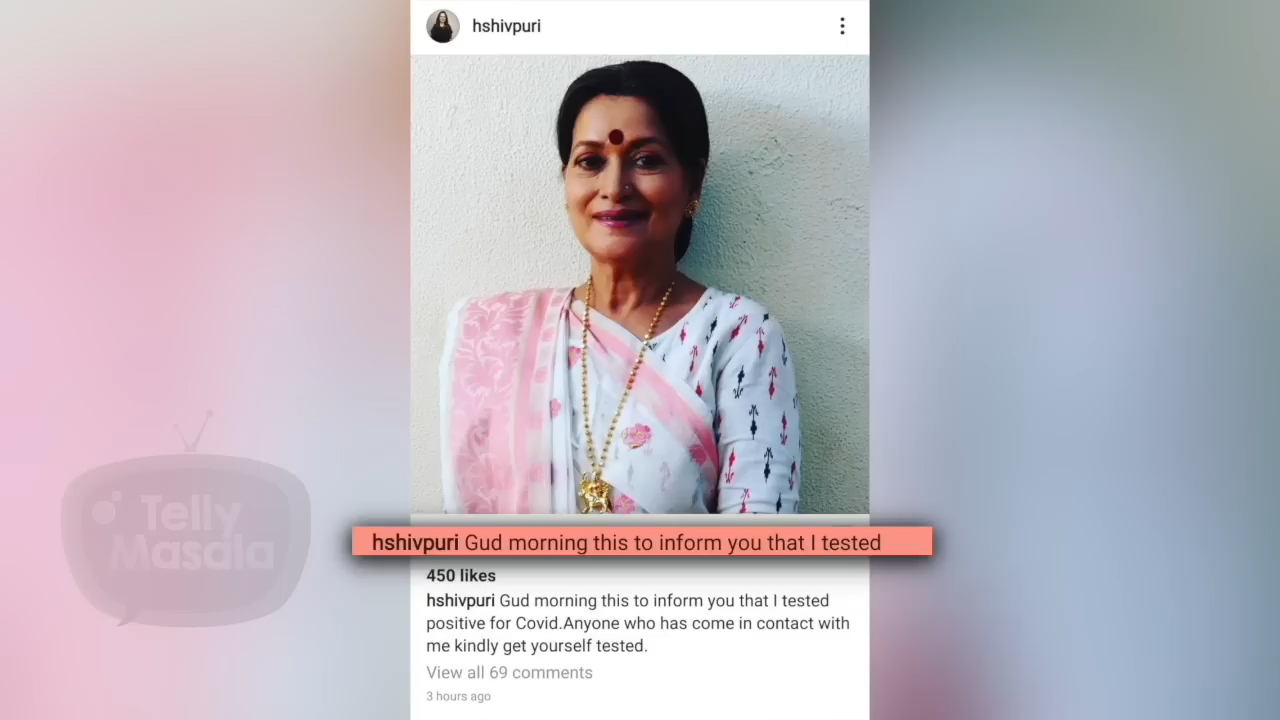 hshivpuri
Telly
Masala
hshivpuri Gud morning this to inform you that I tested
450 likes
hshivpuri Gud morning this to inform you that I tested
positive for Covid.Anyone who has come in contact with
me kindly get yourself tested.
View all 69 comments
3 hours ago